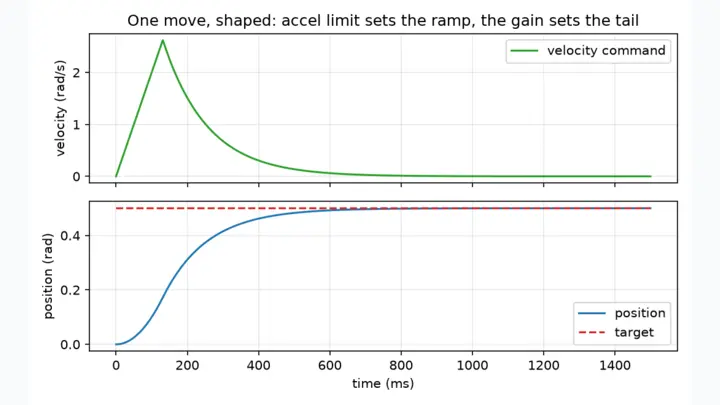 One move, shaped: accel limit sets the ramp, the gain sets the tail
velocity (rad/s)
2
1
0
velocity command
position (rad)
0.4
0.2
0.0
position
target
0 200 400 600 800 1000 1200 1400
time (ms)